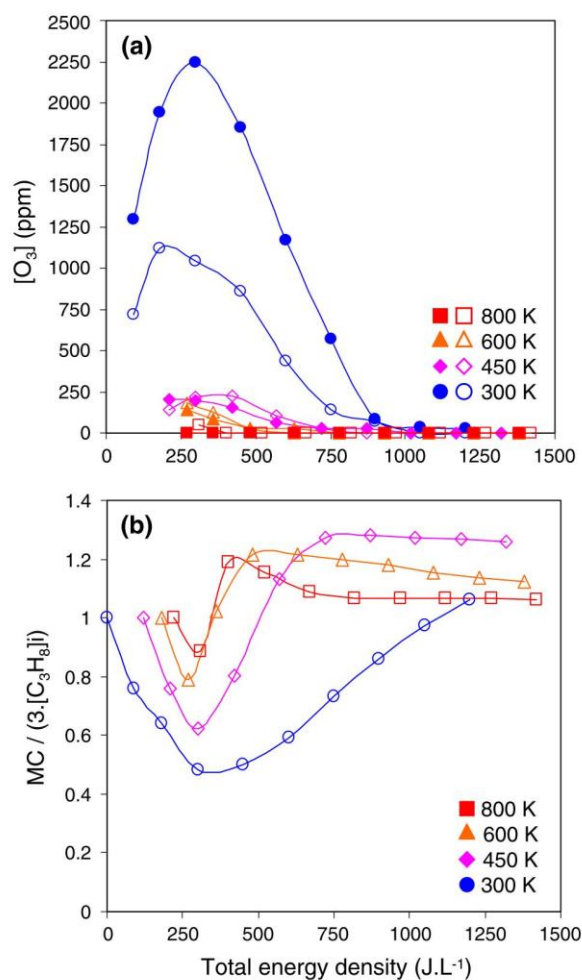 (a)
2500
2250
2000
1750
1500
1250
1000
750
500
250
0
[O₃] (ppm)
800 K
600 K
450 K
300 K
0 250 500 750 1000 1250 1500
(b)
1.4
1.2
1
0.8
0.6
0.4
0.2
0
MC / (3.[C₃H₈]i)
800 K
600 K
450 K
300 K
0 250 500 750 1000 1250 1500
Total energy density (J.L⁻¹)